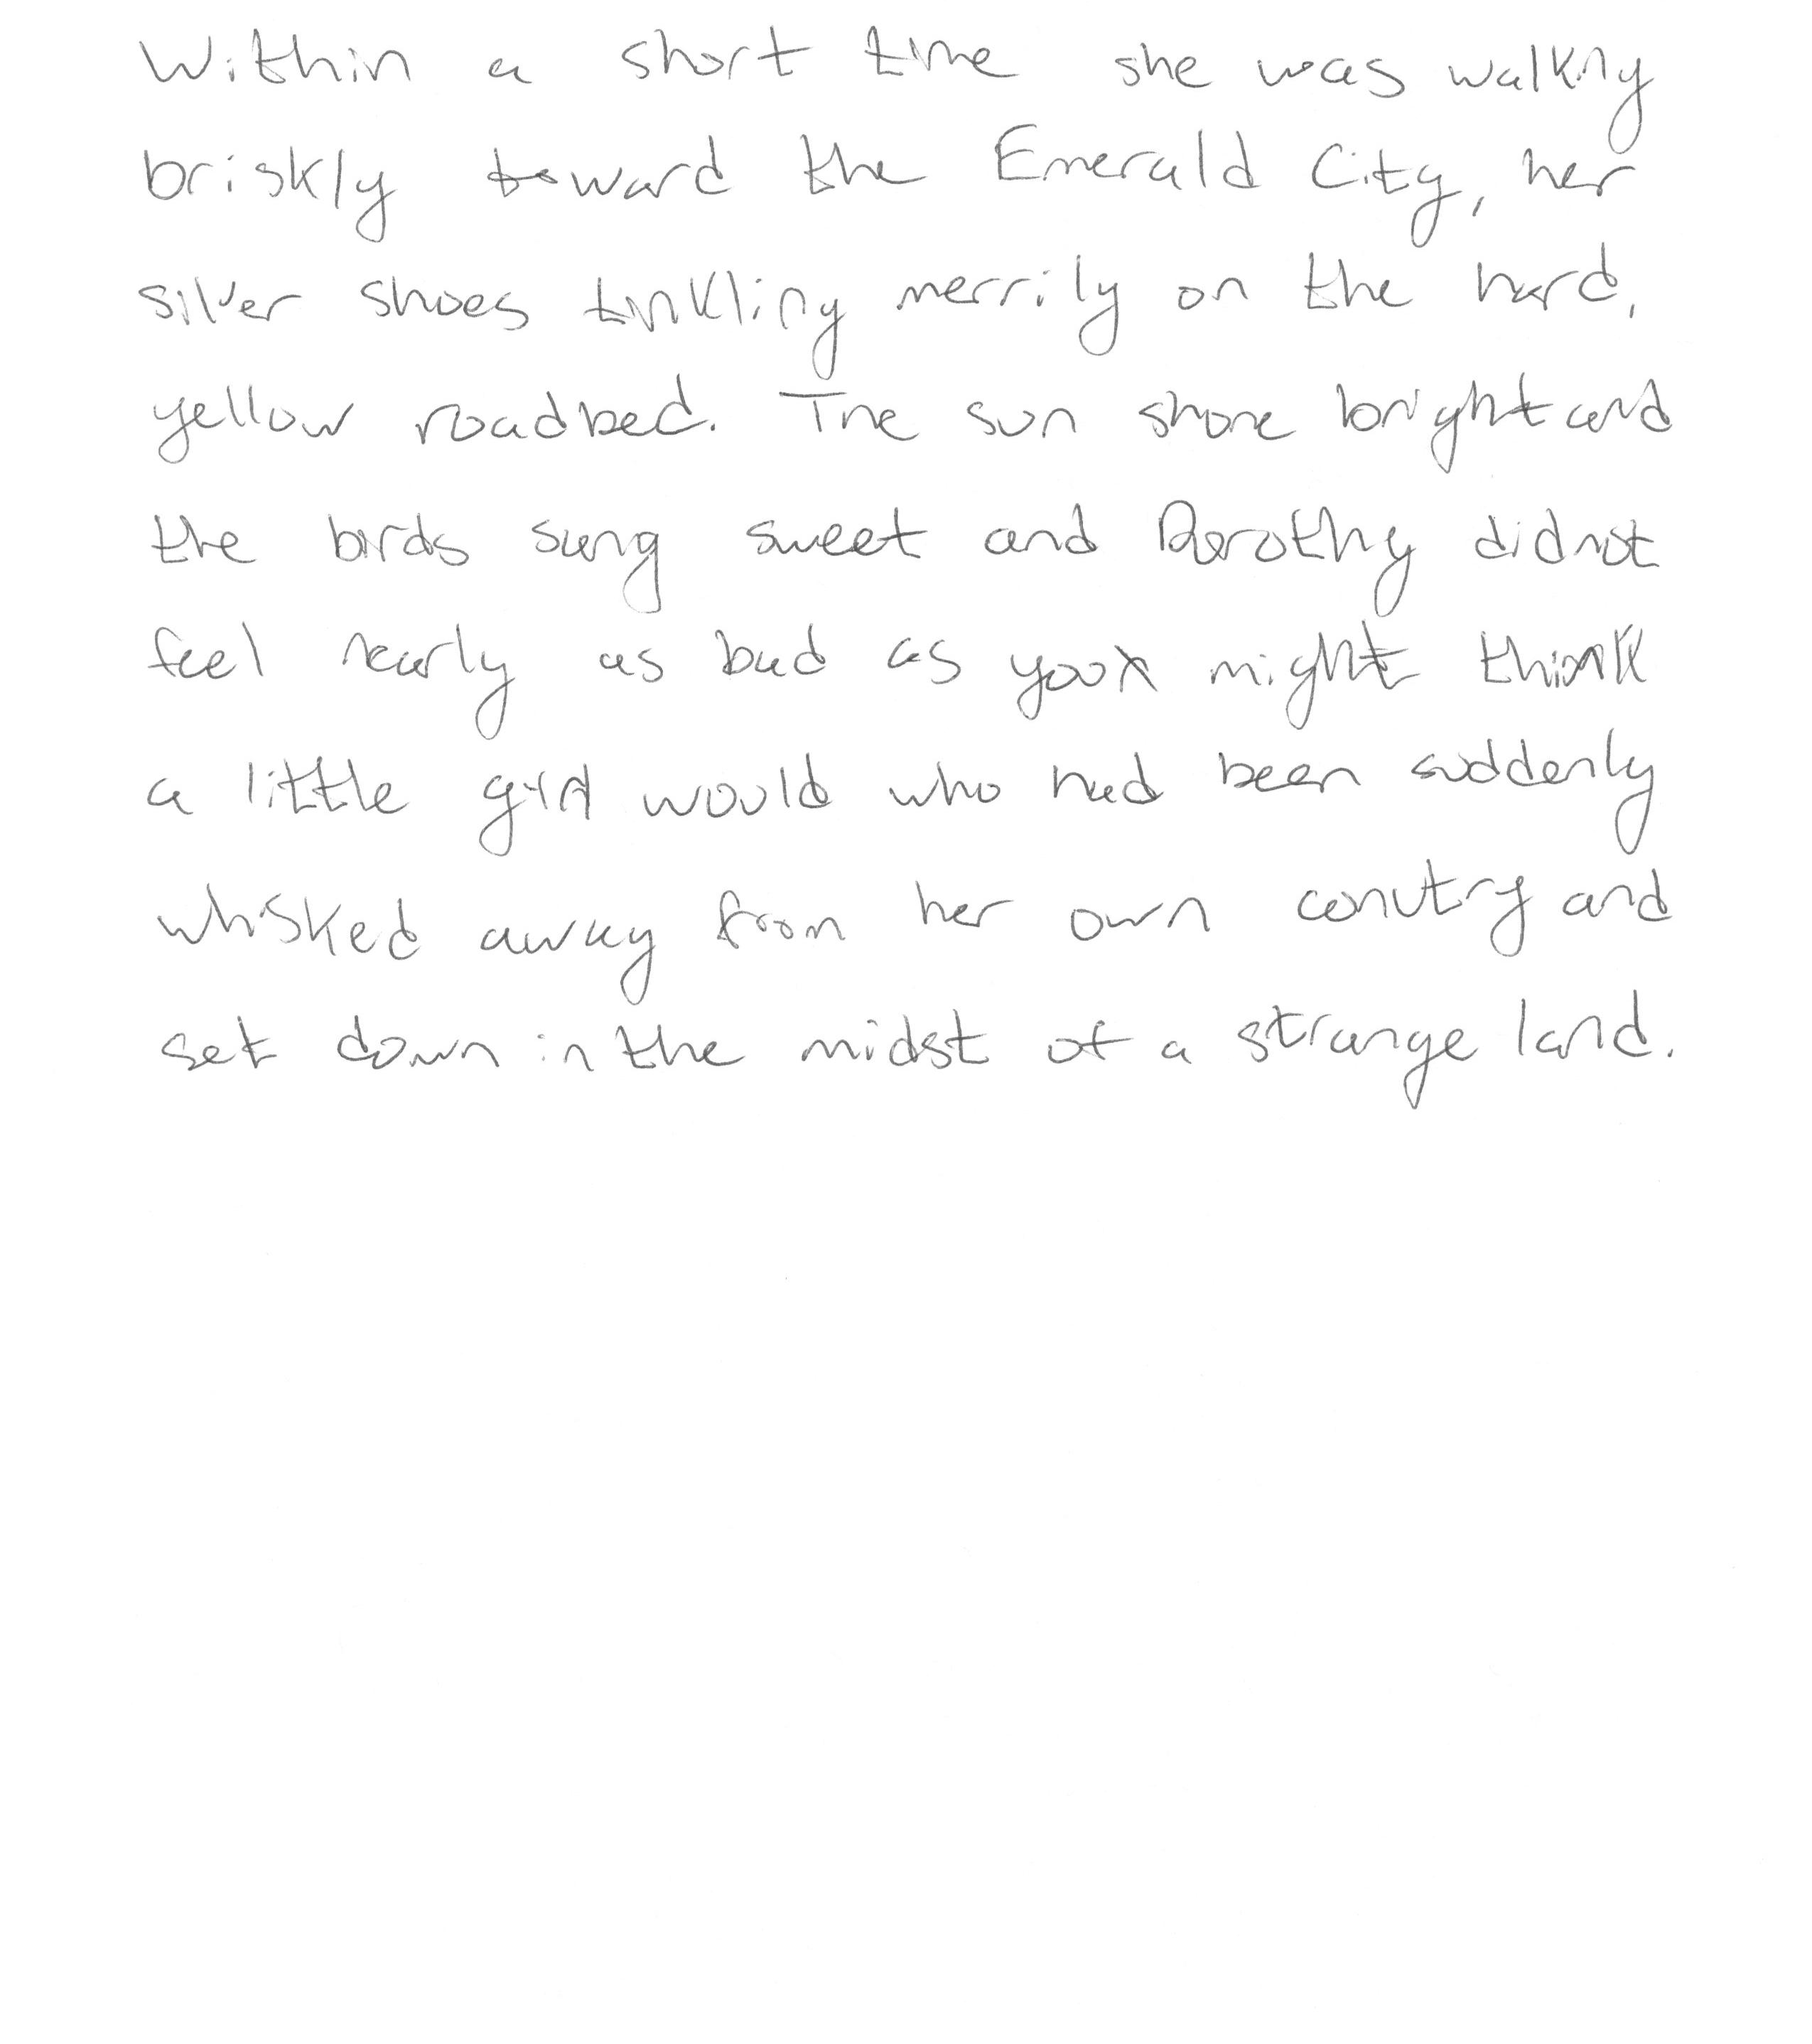 Within a short time she was walking
briskly toward the Emerald City, her
silver shoes tinkling merrily on the hard,
yellow roadbed. The sun shone bright and
the birds sung sweet and Dorothy did not
feel nearly as bad as you might think
a little girl would who had been suddenly
whisked away from her own conutry and
set down in the midst of a strange land.